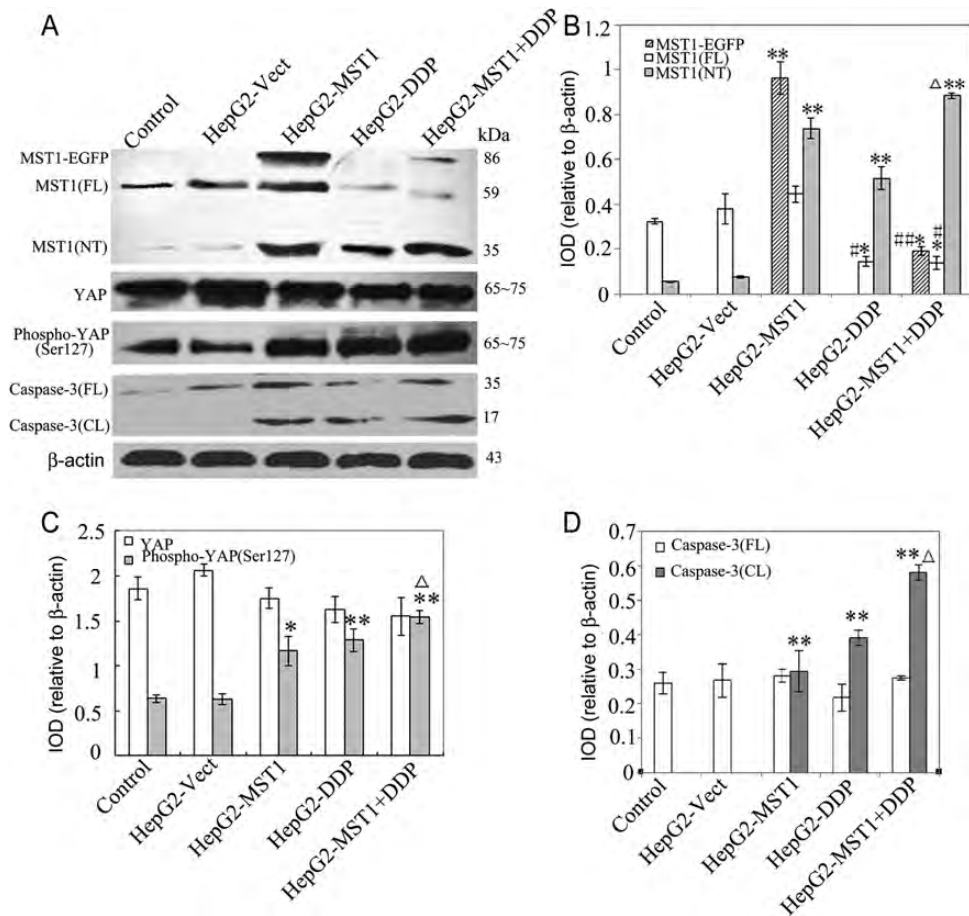 A
Control
HepG2-Vect
HepG2-MST1
HepG2-DDP
HepG2-MST1+DDP
kDa
MST1-EGFP 86
MST1(FL) 59
MST1(NT) 35
YAP 65~75
Phospho-YAP
(Ser127) 65~75
Caspase-3(FL) 35
Caspase-3(CL) 17
β-actin 43
B
MST1-EGFP
MST1(FL)
MST1(NT)
IOD (relative to β-actin)
1.2
1
0.8
0.6
0.4
0.2
0
**
**
**
#*
##*
#
*
△**
Control
HepG2-Vect
HepG2-MST1
HepG2-DDP
HepG2-MST1+DDP
C
YAP
Phospho-YAP(Ser127)
IOD (relative to β-actin)
2.5
2
1.5
1
0.5
0
*
**
△
**
Control
HepG2-Vect
HepG2-MST1
HepG2-DDP
HepG2-MST1+DDP
D
Caspase-3(FL)
Caspase-3(CL)
IOD (relative to β-actin)
0.7
0.6
0.5
0.4
0.3
0.2
0.1
0
**
**
**△
Control
HepG2-Vect
HepG2-MST1
HepG2-DDP
HepG2-MST1+DDP